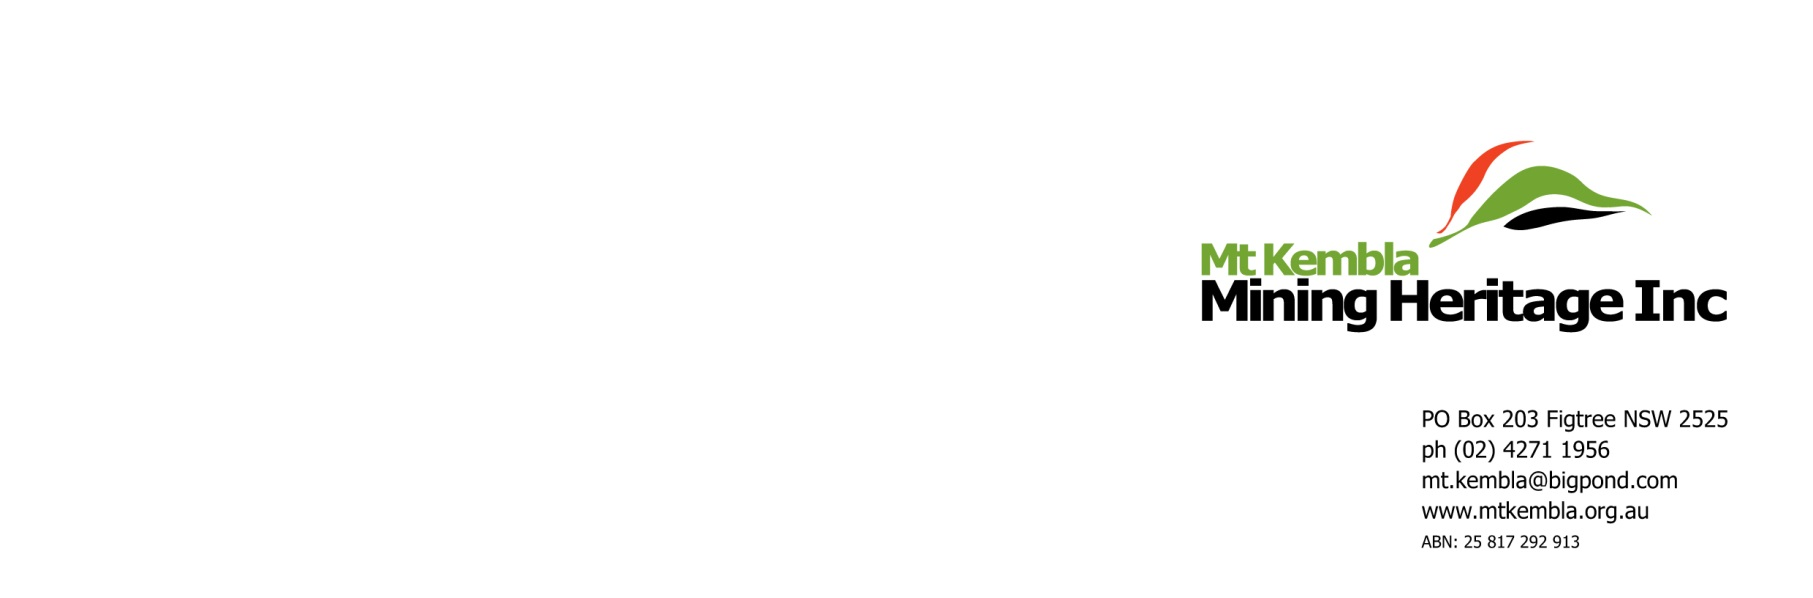 Mt Kembla
Mining Heritage Inc
PO Box 203 Figtree NSW 2525
ph (02) 4271 1956
mt.kembla@bigpond.com
www.mtkembla.org.au
ABN: 25 817 292 913